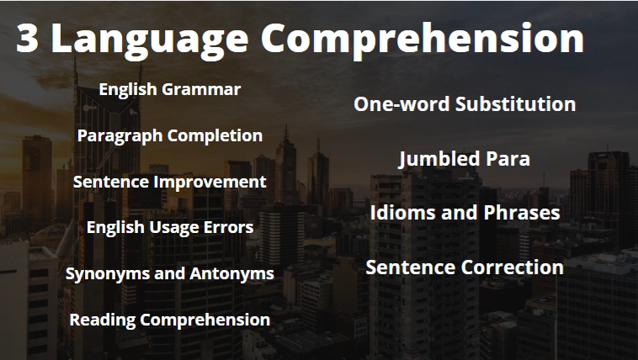 3 Language Comprehension
English Grammar
Paragraph Completion
Sentence Improvement
English Usage Errors
Synonyms and Antonyms
Reading Comprehension
One-word Substitution
Jumbled Para
Idioms and Phrases
Sentence Correction